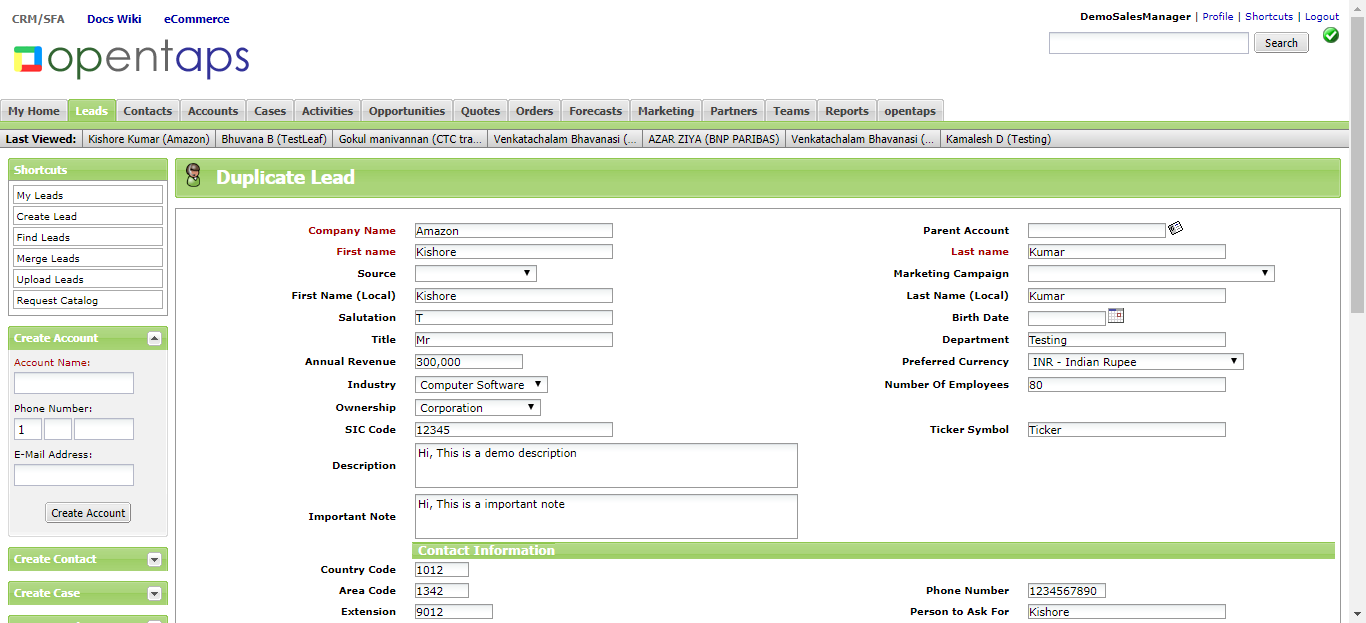 CRM/SFA Docs Wiki eCommerce
DemoSalesManager | Profile | Shortcuts | Logout
opentaps
Search
My Home Leads Contacts Accounts Cases Activities Opportunities Quotes Orders Forecasts Marketing Partners Teams Reports opentaps
Last Viewed: Kishore Kumar (Amazon) Bhuvana B (TestLeaf) Gokul manivannan (CTC tra... Venkatachalam Bhavanasi (... AZAR ZIYA (BNP PARIBAS) Venkatachalam Bhavanasi (... Kamalesh D (Testing)
Shortcuts
My Leads
Create Lead
Find Leads
Merge Leads
Upload Leads
Request Catalog
Create Account
Account Name:
Phone Number:
1
E-Mail Address:
Create Account
Create Contact
Create Case
Duplicate Lead
Company Name Amazon Parent Account
First name Kishore Last name Kumar
Source Marketing Campaign
First Name (Local) Kishore Last Name (Local) Kumar
Salutation T Birth Date
Title Mr Department Testing
Annual Revenue 300,000 Preferred Currency INR - Indian Rupee
Industry Computer Software Number Of Employees 80
Ownership Corporation
SIC Code 12345 Ticker Symbol Ticker
Description Hi, This is a demo description
Important Note Hi, This is a important note
Contact Information
Country Code 1012
Area Code 1342 Phone Number 1234567890
Extension 9012 Person to Ask For Kishore